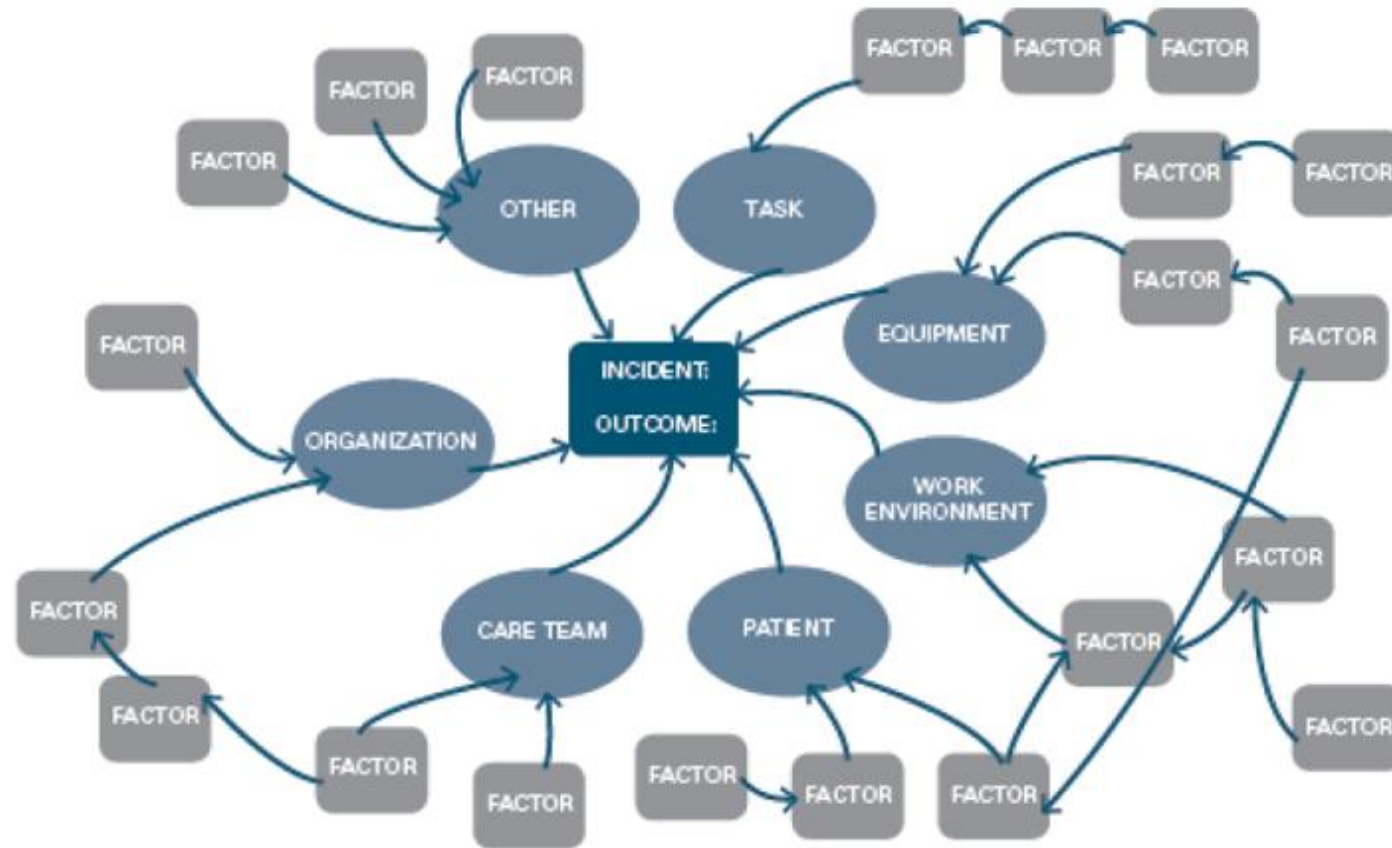 FACTOR
FACTOR
FACTOR
FACTOR
FACTOR
FACTOR
FACTOR
FACTOR
OTHER
TASK
FACTOR
FACTOR
EQUIPMENT
FACTOR
INCIDENT:
OUTCOME:
ORGANIZATION
WORK
ENVIRONMENT
FACTOR
FACTOR
CARE TEAM
PATIENT
FACTOR
FACTOR
FACTOR
FACTOR
FACTOR
FACTOR
FACTOR
FACTOR